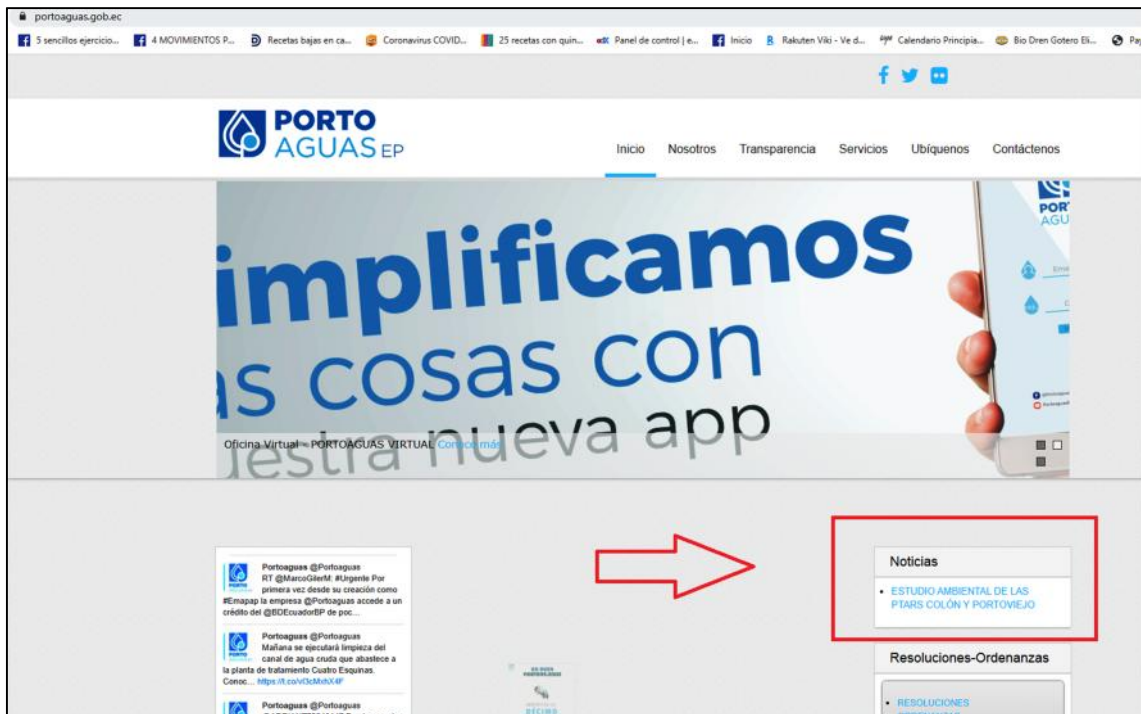 portoaguas.gob.ec
5 sencillos ejercicio... 4 MOVIMIENTOS P... Recetas bajas en ca... Coronavirus COVID... 25 recetas con quin... Panel de control | e... Inicio Rakuten Viki - Ve d... Calendario Principia... Bio Dren Gotero Eli... Pay
PORTO
AGUAS EP
Inicio Nosotros Transparencia Servicios Ubíquenos Contáctenos
implificamos
as cosas con
uestra nueva app
POR
AGU
Oficina Virtual - PORTOAGUAS VIRTUAL Conoce más
Portoaguas @Portoaguas
RT @MarcoGilerM: #Urgente Por
primera vez desde su creación como
#Emapap la empresa @Portoaguas accede a un
crédito del @BDEcuadorBP de poc...
Portoaguas @Portoaguas
Mañana se ejecutará limpieza del
canal de agua cruda que abastece a
la planta de tratamiento Cuatro Esquinas.
Conoc...
Portoaguas @Portoaguas
DÉCIMO
Noticias
ESTUDIO AMBIENTAL DE LAS
PTARS COLÓN Y PORTOVIEJO
Resoluciones-Ordenanzas
RESOLUCIONES